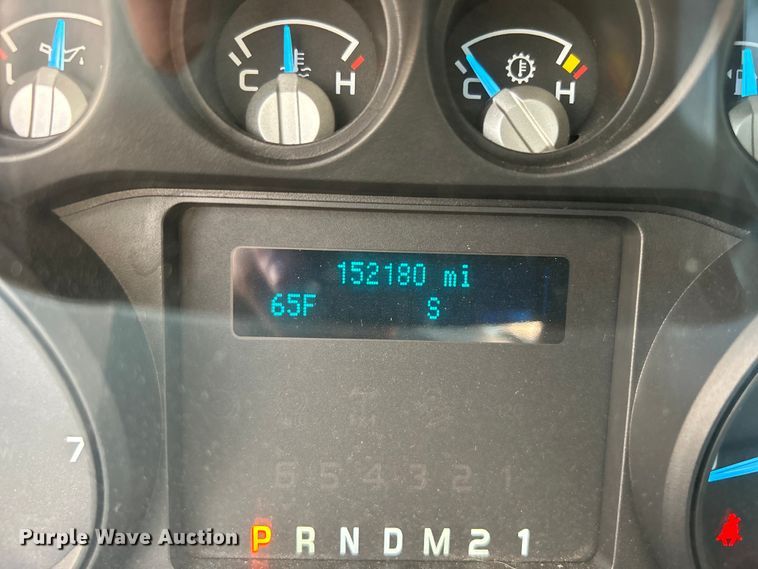 L
C H
C H
152180 mi
65F S
7
6 5 4 3 2 1
P R N D M 2 1
Purple Wave Auction